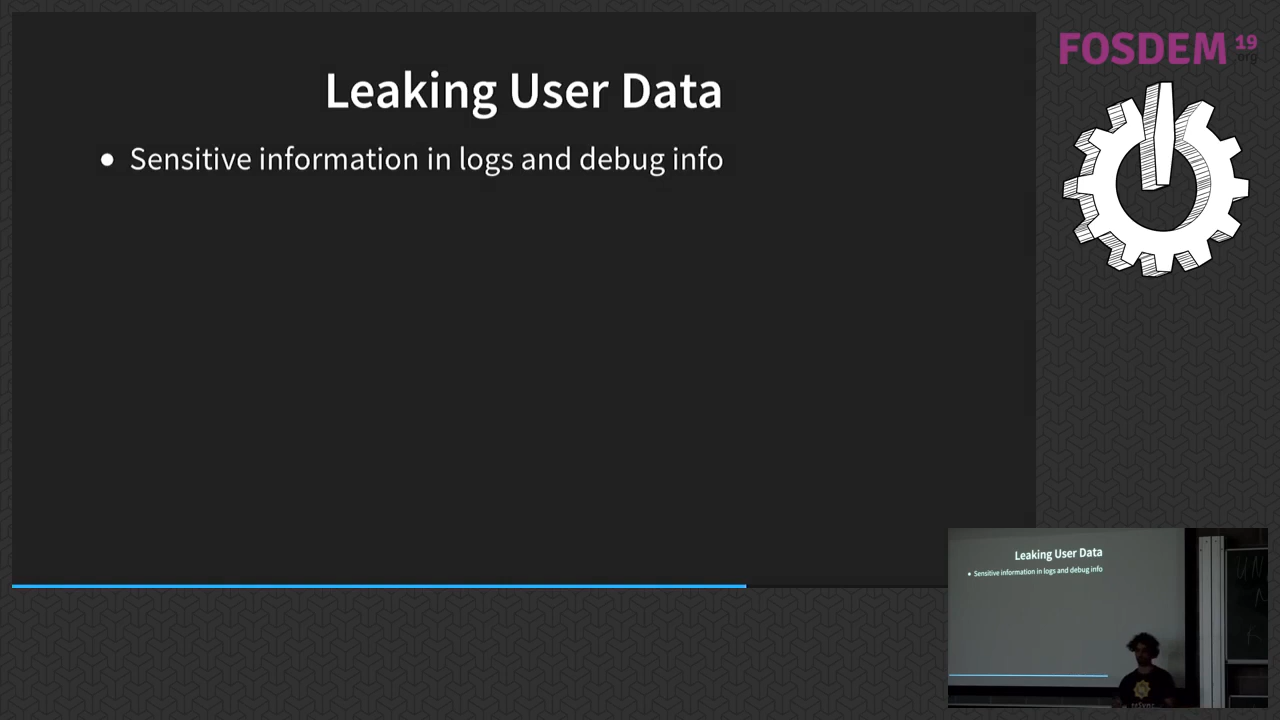 Leaking User Data
● Sensitive information in logs and debug info
FOSDEM 19
.org
Leaking User Data
● Sensitive information in logs and debug info